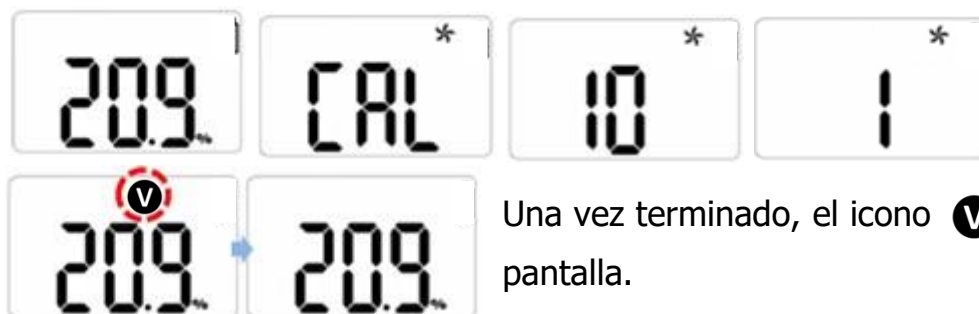 20.9 % CAL 10 1
V
20.9 % 20.9 %
Una vez terminado, el icono V
pantalla.